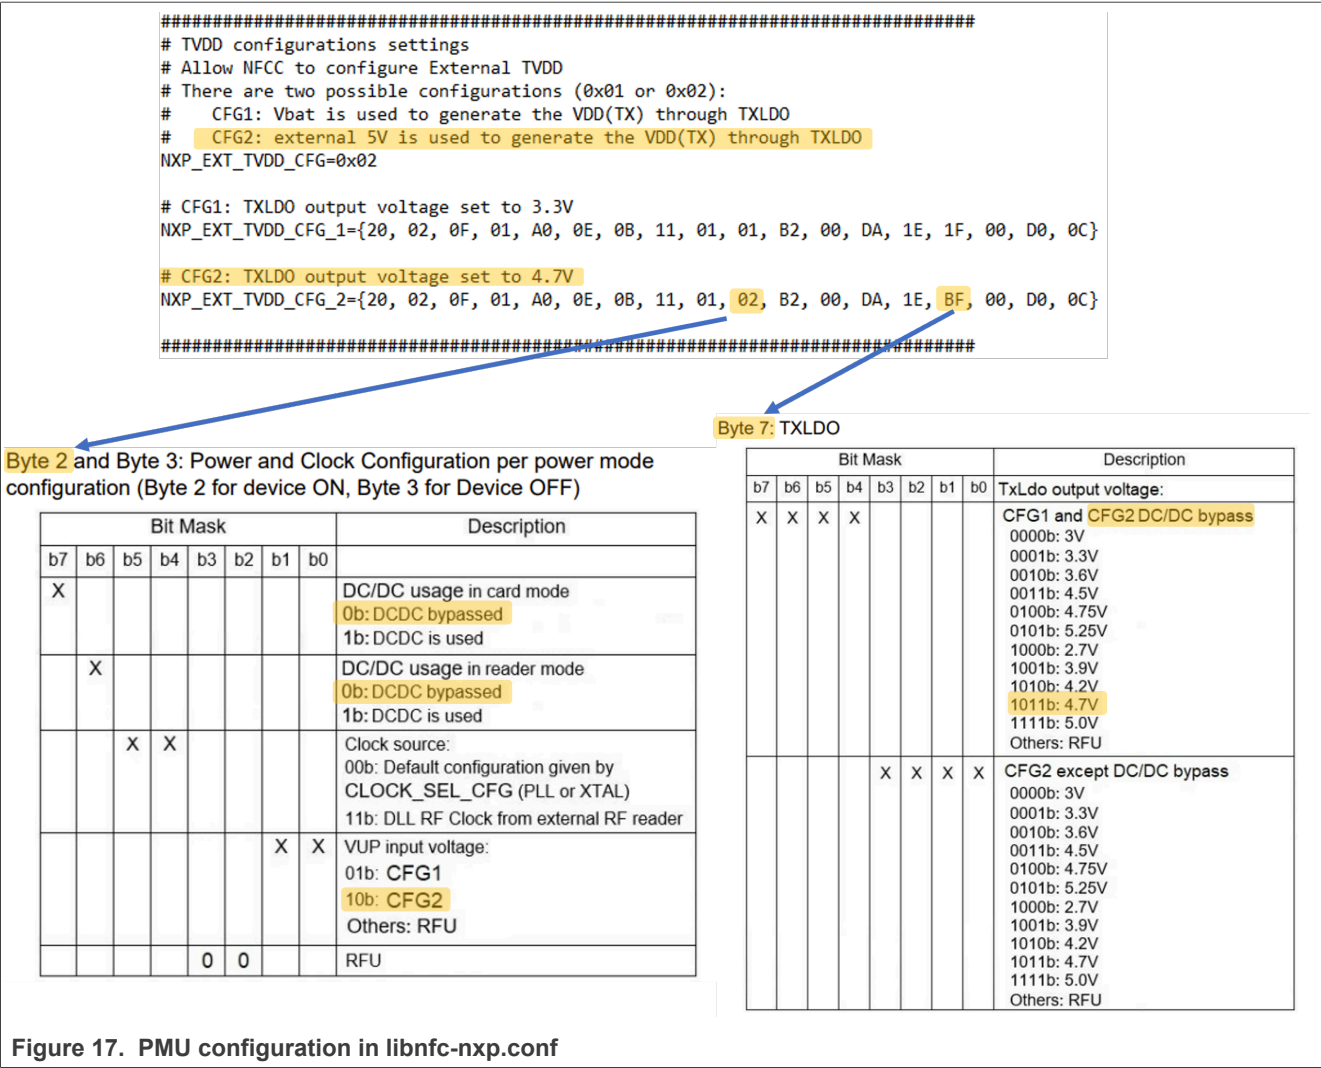 ################################################################################
# TVDD configurations settings
# Allow NFCC to configure External TVDD
# There are two possible configurations (0x01 or 0x02):
#    CFG1: Vbat is used to generate the VDD(TX) through TXLDO
#    CFG2: external 5V is used to generate the VDD(TX) through TXLDO
NXP_EXT_TVDD_CFG=0x02
# CFG1: TXLDO output voltage set to 3.3V
NXP_EXT_TVDD_CFG_1={20, 02, 0F, 01, A0, 0E, 0B, 11, 01, 01, B2, 00, DA, 1E, 1F, 00, D0, 0C}
# CFG2: TXLDO output voltage set to 4.7V
NXP_EXT_TVDD_CFG_2={20, 02, 0F, 01, A0, 0E, 0B, 11, 01, 02, B2, 00, DA, 1E, BF, 00, D0, 0C}
################################################################################
Byte 2 and Byte 3: Power and Clock Configuration per power mode
configuration (Byte 2 for device ON, Byte 3 for Device OFF)
Bit Mask Description
b7 b6 b5 b4 b3 b2 b1 b0
X DC/DC usage in card mode
0b: DCDC bypassed
1b: DCDC is used
X DC/DC usage in reader mode
0b: DCDC bypassed
1b: DCDC is used
X X Clock source:
00b: Default configuration given by
CLOCK_SEL_CFG (PLL or XTAL)
11b: DLL RF Clock from external RF reader
X X VUP input voltage:
01b: CFG1
10b: CFG2
Others: RFU
0 0 RFU
Byte 7: TXLDO
Bit Mask Description
b7 b6 b5 b4 b3 b2 b1 b0 TxLdo output voltage:
X X X X CFG1 and CFG2 DC/DC bypass
0000b: 3V
0001b: 3.3V
0010b: 3.6V
0011b: 4.5V
0100b: 4.75V
0101b: 5.25V
1000b: 2.7V
1001b: 3.9V
1010b: 4.2V
1011b: 4.7V
1111b: 5.0V
Others: RFU
X X X X CFG2 except DC/DC bypass
0000b: 3V
0001b: 3.3V
0010b: 3.6V
0011b: 4.5V
0100b: 4.75V
0101b: 5.25V
1000b: 2.7V
1001b: 3.9V
1010b: 4.2V
1011b: 4.7V
1111b: 5.0V
Others: RFU
Figure 17. PMU configuration in libnfc-nxp.conf